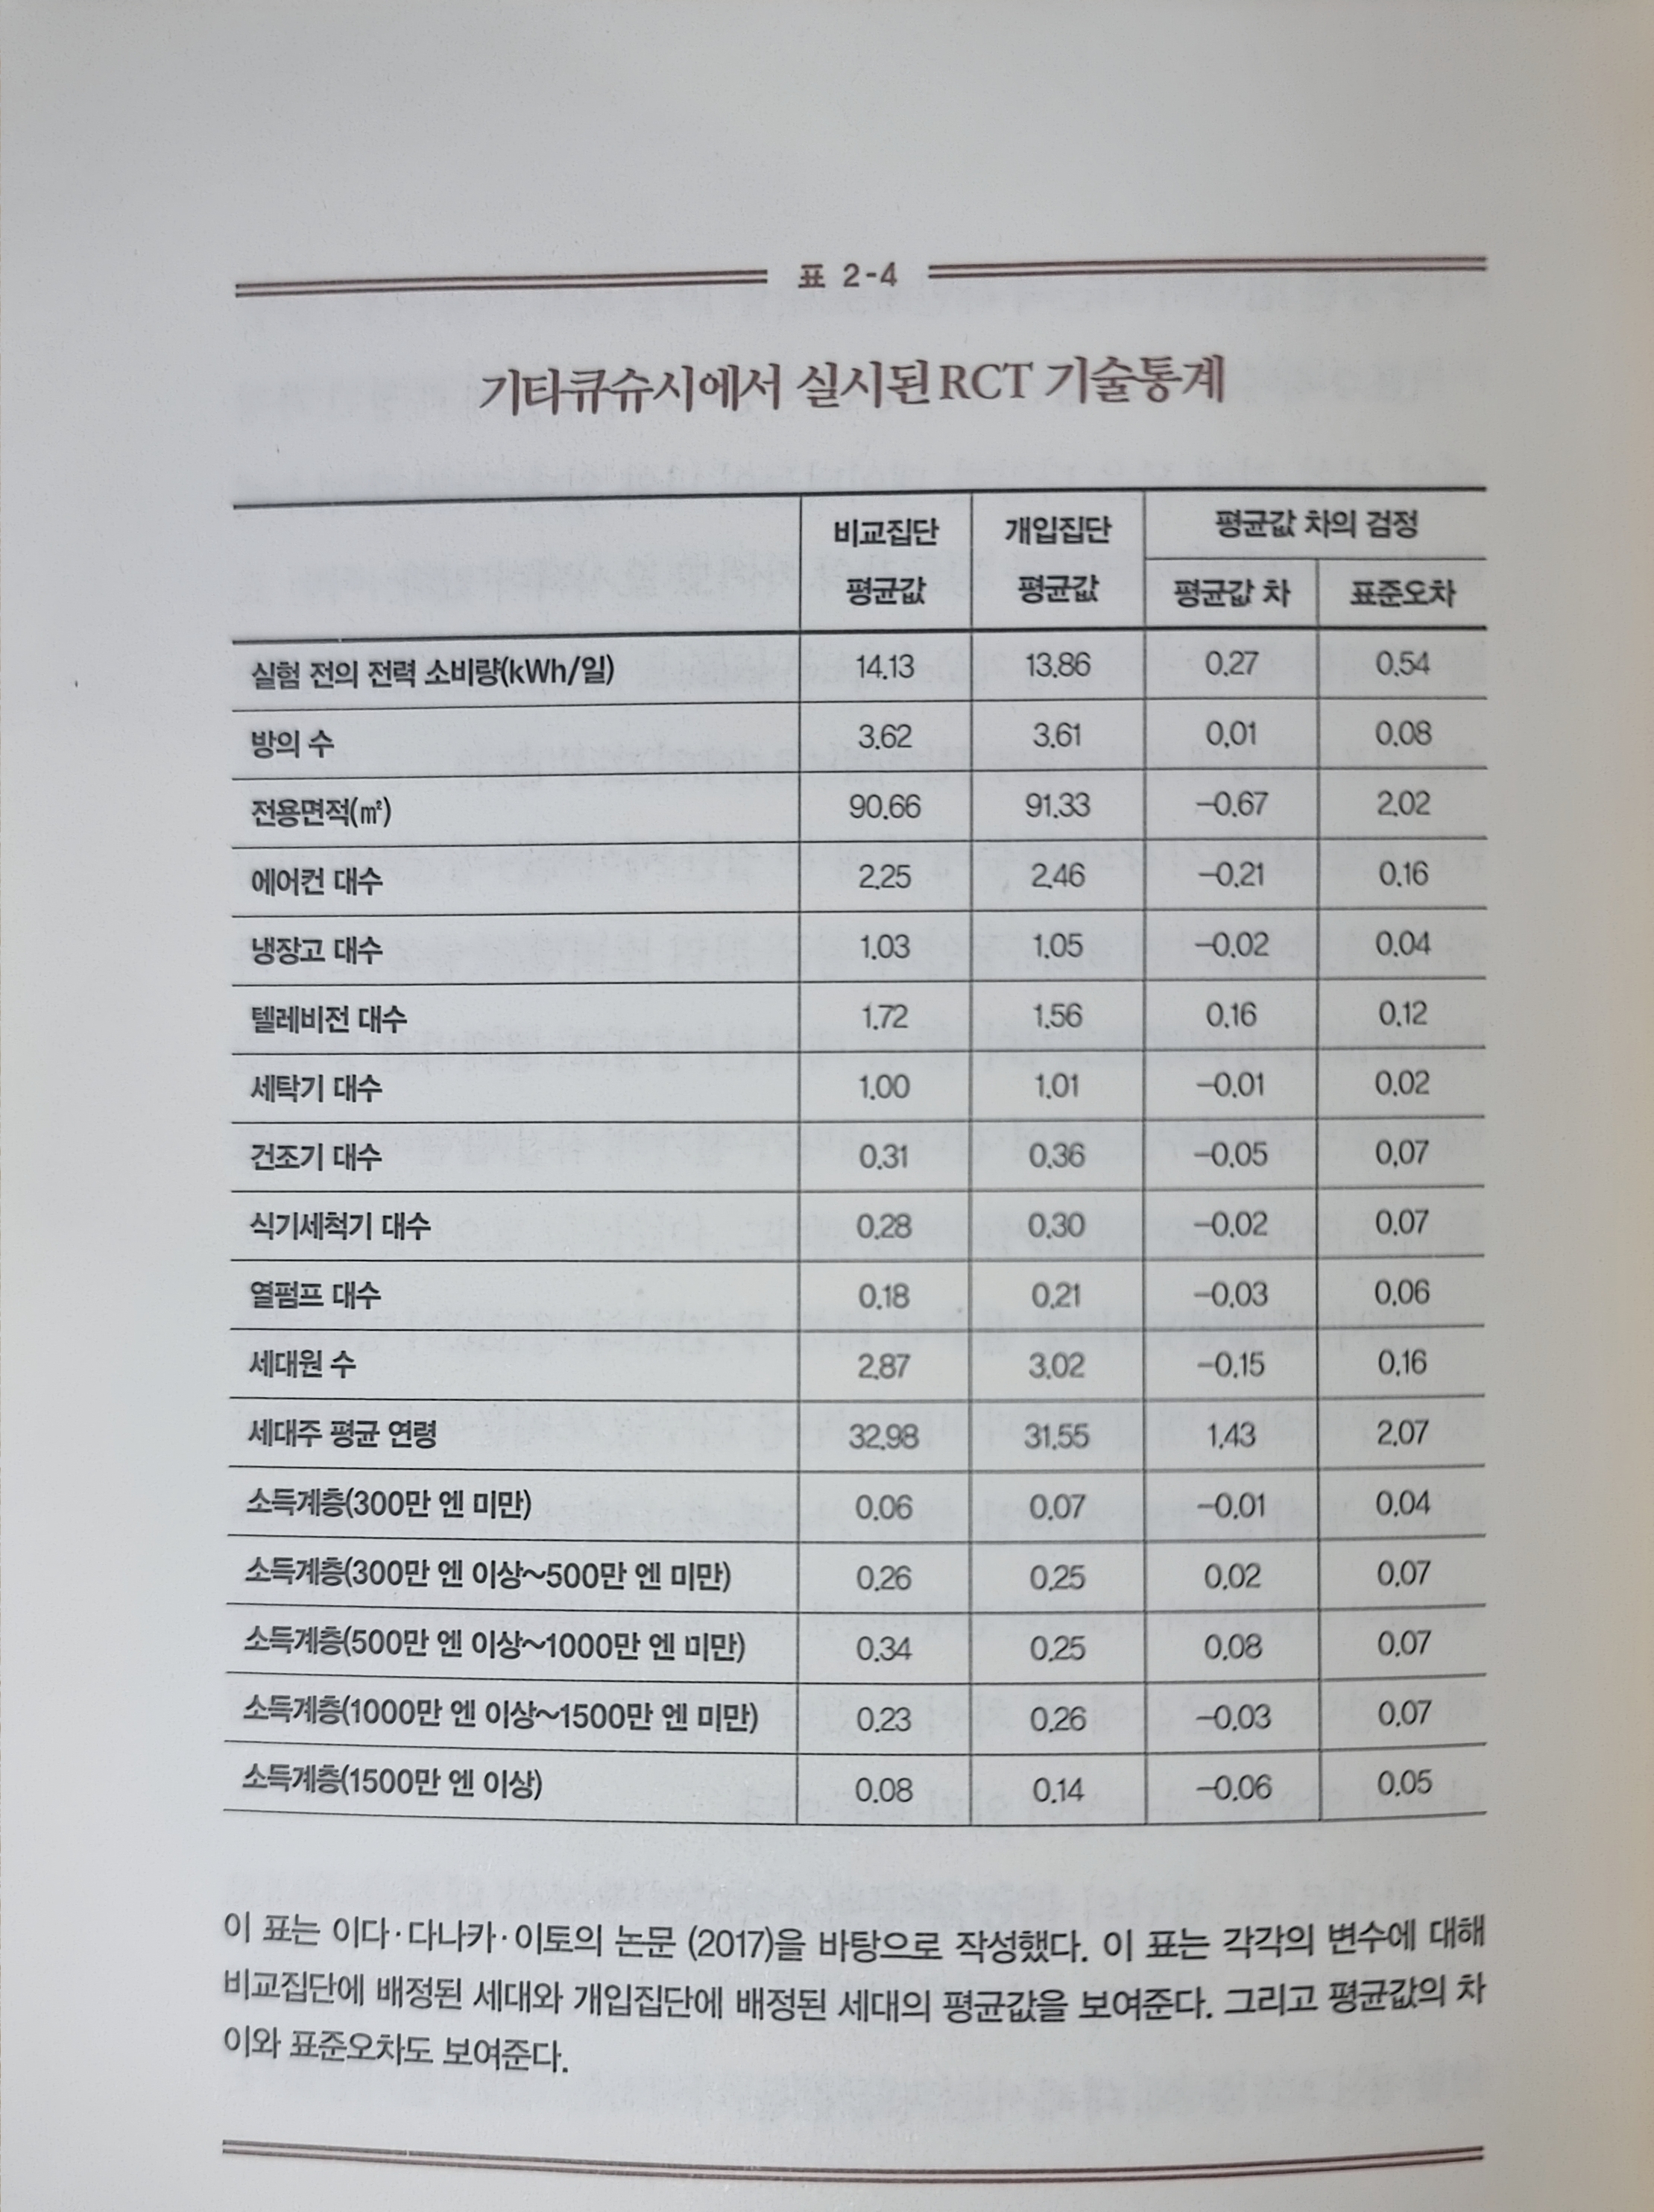 표 2-4
기타큐슈시에서 실시된 RCT 기술통계
비교집단 개입집단 평균값 차의 검정
평균값 평균값 평균값 차 표준오차
실험 전의 전력 소비량(kWh/일) 14.13 13.86 0.27 0.54
방의 수 3.62 3.61 0.01 0.08
전용면적(㎡) 90.66 91.33 −0.67 2.02
에어컨 대수 2.25 2.46 −0.21 0.16
냉장고 대수 1.03 1.05 −0.02 0.04
텔레비전 대수 1.72 1.56 0.16 0.12
세탁기 대수 1.00 1.01 −0.01 0.02
건조기 대수 0.31 0.36 −0.05 0.07
식기세척기 대수 0.28 0.30 −0.02 0.07
열펌프 대수 0.18 0.21 −0.03 0.06
세대원 수 2.87 3.02 −0.15 0.16
세대주 평균 연령 32.98 31.55 1.43 2.07
소득계층(300만 엔 미만) 0.06 0.07 −0.01 0.04
소득계층(300만 엔 이상~500만 엔 미만) 0.26 0.25 0.02 0.07
소득계층(500만 엔 이상~1000만 엔 미만) 0.34 0.25 0.08 0.07
소득계층(1000만 엔 이상~1500만 엔 미만) 0.23 0.26 −0.03 0.07
소득계층(1500만 엔 이상) 0.08 0.14 −0.06 0.05
이 표는 이다·다나카·이토의 논문 (2017)을 바탕으로 작성했다. 이 표는 각각의 변수에 대해
비교집단에 배정된 세대와 개입집단에 배정된 세대의 평균값을 보여준다. 그리고 평균값의 차
이와 표준오차도 보여준다.